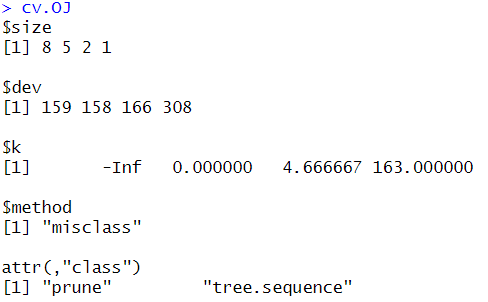 > cv.OJ
$size
[1] 8 5 2 1

$dev
[1] 159 158 166 308

$k
[1]       -Inf   0.000000   4.666667 163.000000

$method
[1] "misclass"

attr(,"class")
[1] "prune"         "tree.sequence"